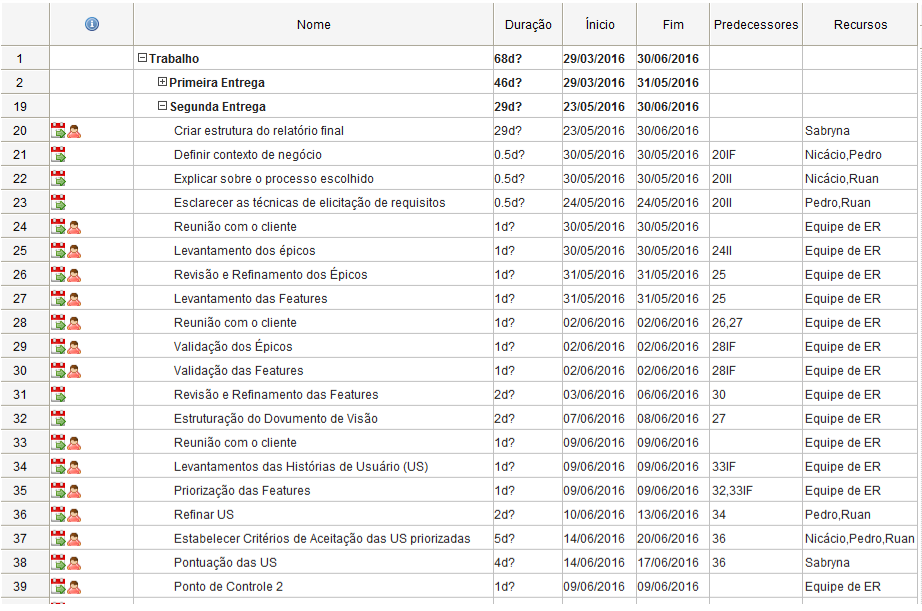 Nome Duração Ínicio Fim Predecessores Recursos
1 Trabalho 68d? 29/03/2016 30/06/2016
2 Primeira Entrega 46d? 29/03/2016 31/05/2016
19 Segunda Entrega 29d? 23/05/2016 30/06/2016
20 Criar estrutura do relatório final 29d? 23/05/2016 30/06/2016 Sabryna
21 Definir contexto de negócio 0.5d? 30/05/2016 30/05/2016 20IF Nicácio,Pedro
22 Explicar sobre o processo escolhido 0.5d? 30/05/2016 30/05/2016 20II Nicácio,Ruan
23 Esclarecer as técnicas de elicitação de requisitos 0.5d? 24/05/2016 24/05/2016 20II Pedro,Ruan
24 Reunião com o cliente 1d? 30/05/2016 30/05/2016 Equipe de ER
25 Levantamento dos épicos 1d? 30/05/2016 30/05/2016 24II Equipe de ER
26 Revisão e Refinamento dos Épicos 1d? 31/05/2016 31/05/2016 25 Equipe de ER
27 Levantamento das Features 1d? 31/05/2016 31/05/2016 25 Equipe de ER
28 Reunião com o cliente 1d? 02/06/2016 02/06/2016 26,27 Equipe de ER
29 Validação dos Épicos 1d? 02/06/2016 02/06/2016 28IF Equipe de ER
30 Validação das Features 1d? 02/06/2016 02/06/2016 28IF Equipe de ER
31 Revisão e Refinamento das Features 2d? 03/06/2016 06/06/2016 30 Equipe de ER
32 Estruturação do Dovumento de Visão 2d? 07/06/2016 08/06/2016 27 Equipe de ER
33 Reunião com o cliente 1d? 09/06/2016 09/06/2016 Equipe de ER
34 Levantamentos das Histórias de Usuário (US) 1d? 09/06/2016 09/06/2016 33IF Equipe de ER
35 Priorização das Features 1d? 09/06/2016 09/06/2016 32,33IF Equipe de ER
36 Refinar US 2d? 10/06/2016 13/06/2016 34 Pedro,Ruan
37 Estabelecer Critérios de Aceitação das US priorizadas 5d? 14/06/2016 20/06/2016 36 Nicácio,Pedro,Ruan
38 Pontuação das US 4d? 14/06/2016 17/06/2016 36 Sabryna
39 Ponto de Controle 2 1d? 09/06/2016 09/06/2016 Equipe de ER